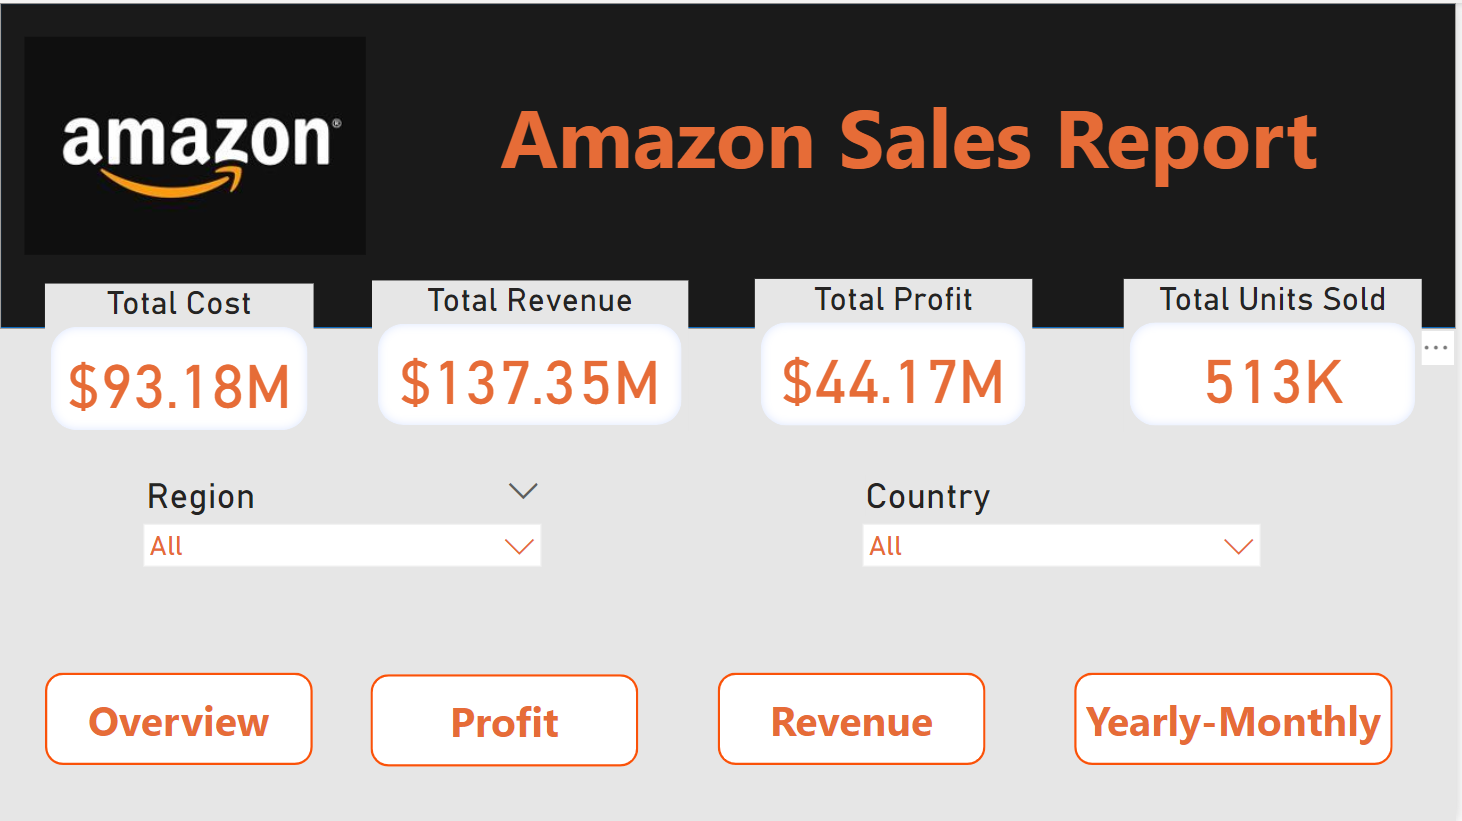 amazon®
Amazon Sales Report
Total Cost
Total Revenue
Total Profit
Total Units Sold
$93.18M
$137.35M
$44.17M
513K
Region
Country
All
All
Overview
Profit
Revenue
Yearly-Monthly